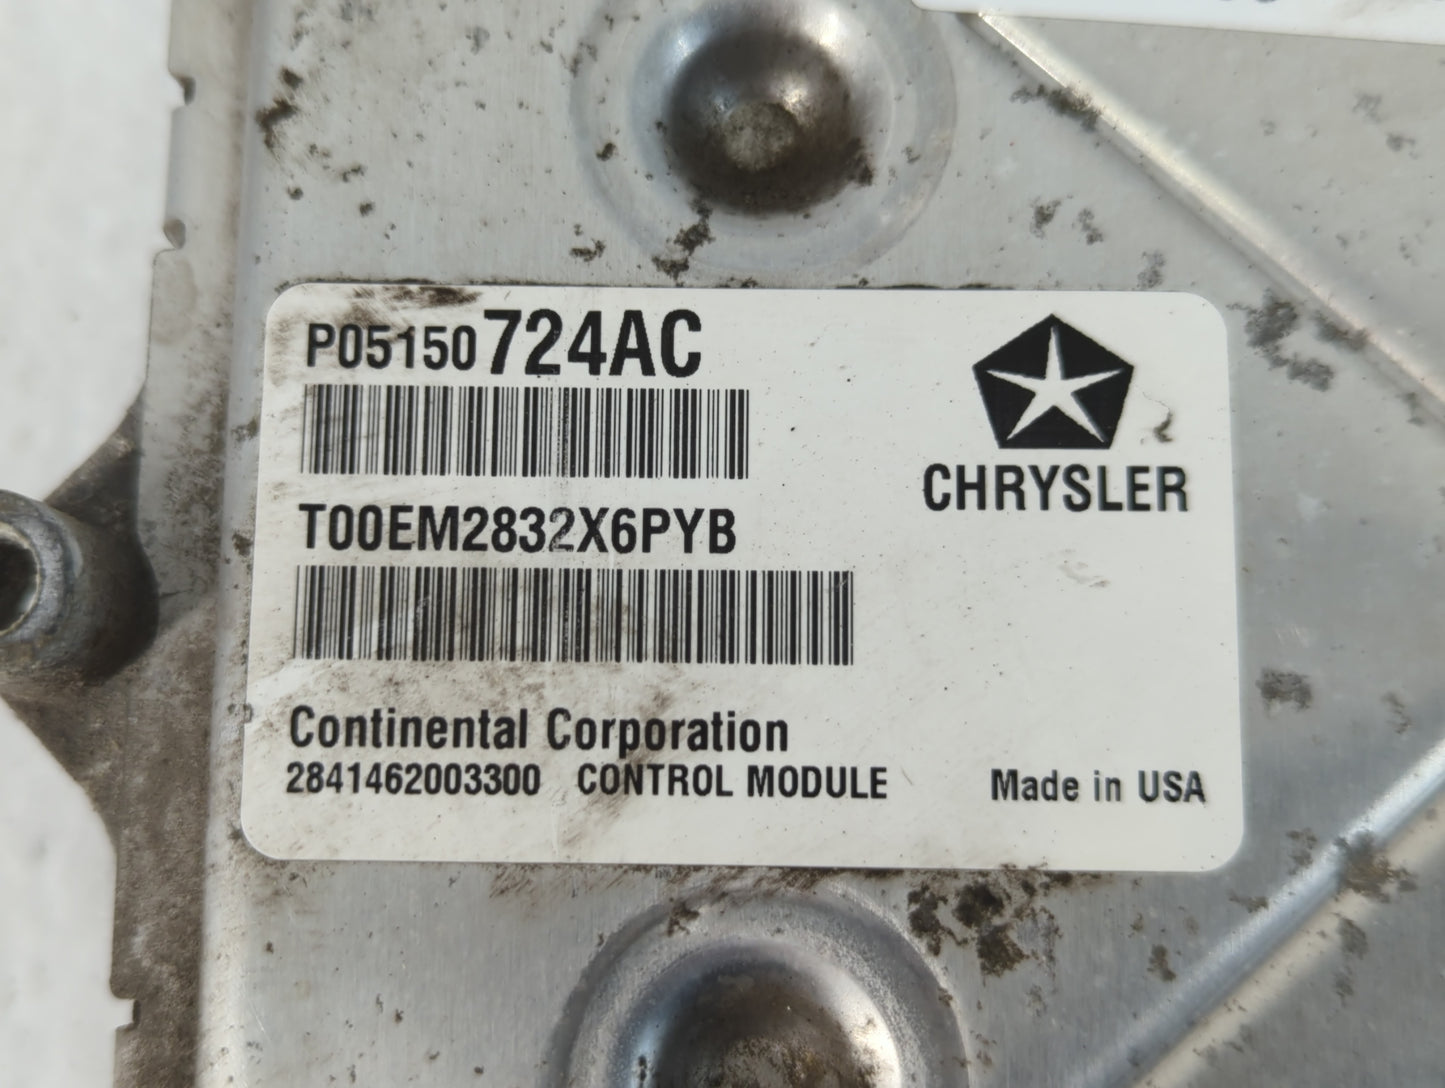 P05150724AC
CHRYSLER
T00EM2832X6PYB
Continental Corporation
2841462003300 CONTROL MODULE Made in USA